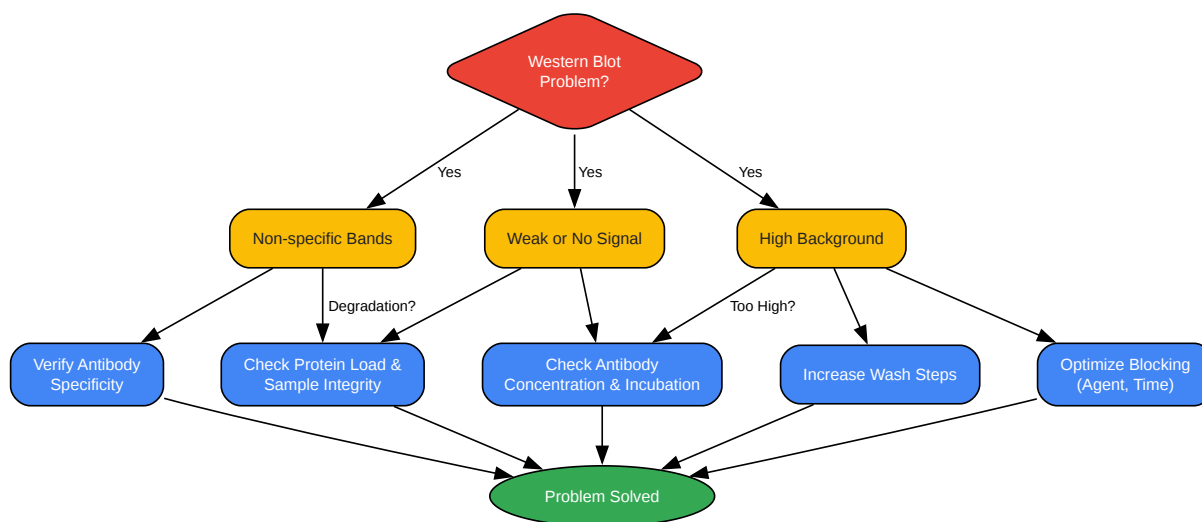 Western Blot
Problem?
Yes
Yes
Yes
Non-specific Bands
Weak or No Signal
High Background
Degradation?
Too High?
Verify Antibody
Specificity
Check Protein Load &
Sample Integrity
Check Antibody
Concentration & Incubation
Increase Wash Steps
Optimize Blocking
(Agent, Time)
Problem Solved